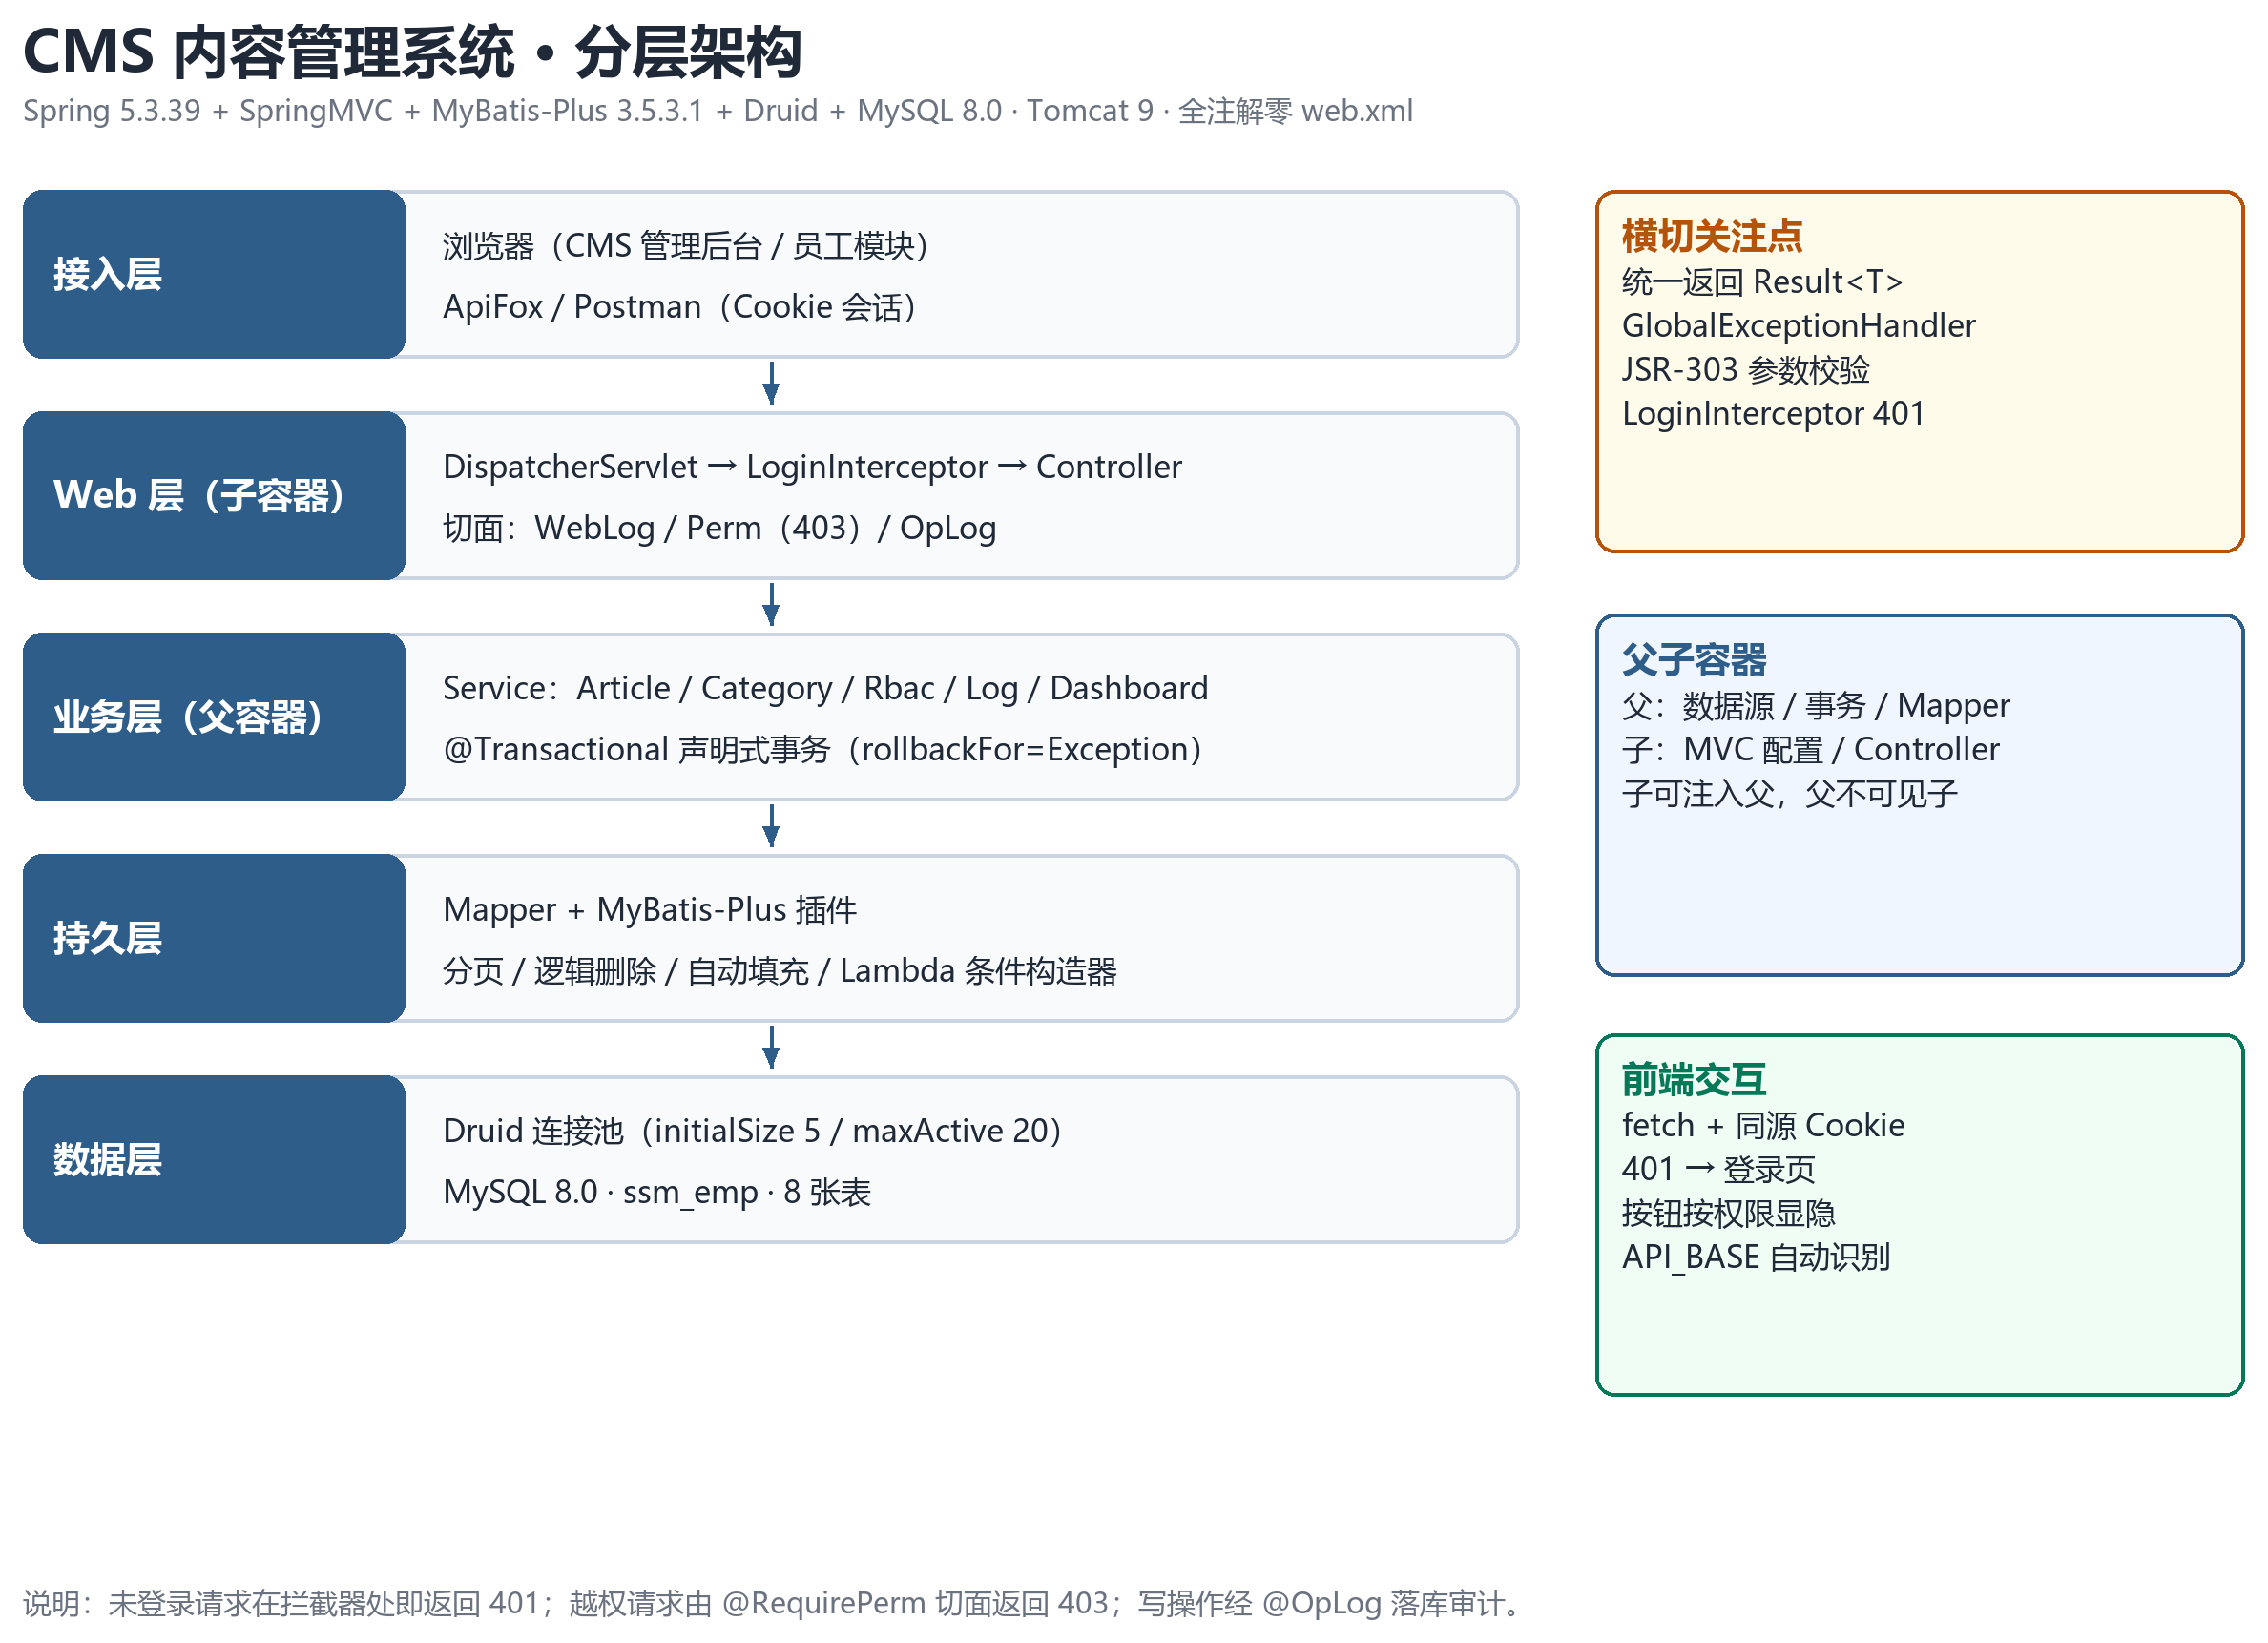 CMS 内容管理系统 · 分层架构
Spring 5.3.39 + SpringMVC + MyBatis-Plus 3.5.3.1 + Druid + MySQL 8.0 · Tomcat 9 · 全注解零 web.xml
接入层
浏览器（CMS 管理后台 / 员工模块）
ApiFox / Postman（Cookie 会话）
Web 层（子容器）
DispatcherServlet → LoginInterceptor → Controller
切面：WebLog / Perm（403）/ OpLog
业务层（父容器）
Service：Article / Category / Rbac / Log / Dashboard
@Transactional 声明式事务（rollbackFor=Exception）
持久层
Mapper + MyBatis-Plus 插件
分页 / 逻辑删除 / 自动填充 / Lambda 条件构造器
数据层
Druid 连接池（initialSize 5 / maxActive 20）
MySQL 8.0 · ssm_emp · 8 张表
横切关注点
统一返回 Result<T>
GlobalExceptionHandler
JSR-303 参数校验
LoginInterceptor 401
父子容器
父：数据源 / 事务 / Mapper
子：MVC 配置 / Controller
子可注入父，父不可见子
前端交互
fetch + 同源 Cookie
401 → 登录页
按钮按权限显隐
API_BASE 自动识别
说明：未登录请求在拦截器处即返回 401；越权请求由 @RequirePerm 切面返回 403；写操作经 @OpLog 落库审计。